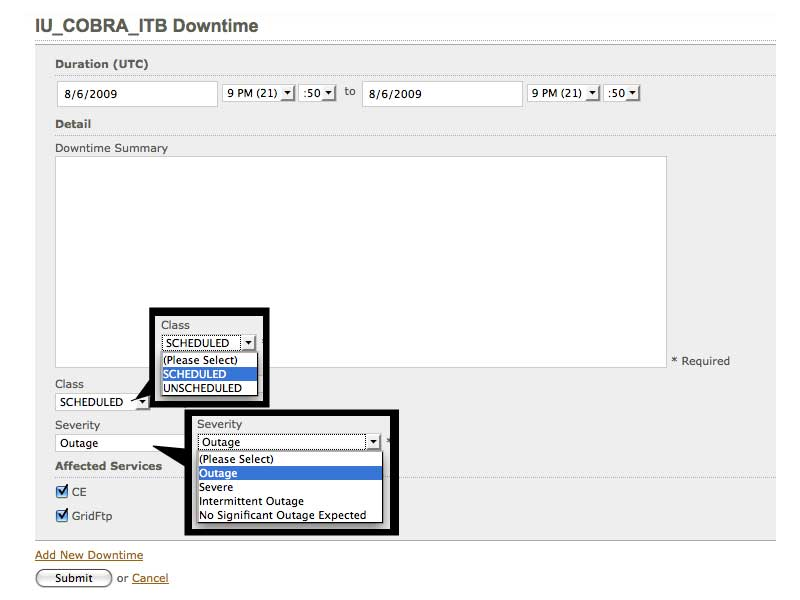 IU_COBRA_ITB Downtime
Duration (UTC)
8/6/2009 9 PM (21) :50 to 8/6/2009 9 PM (21) :50
Detail
Downtime Summary
* Required
Class
SCHEDULED
(Please Select)
SCHEDULED
UNSCHEDULED
Class
SCHEDULED
Severity
Outage
Severity
Outage *
(Please Select)
Outage
Severe
Intermittent Outage
No Significant Outage Expected
Affected Services
CE
GridFtp
Add New Downtime
Submit or Cancel